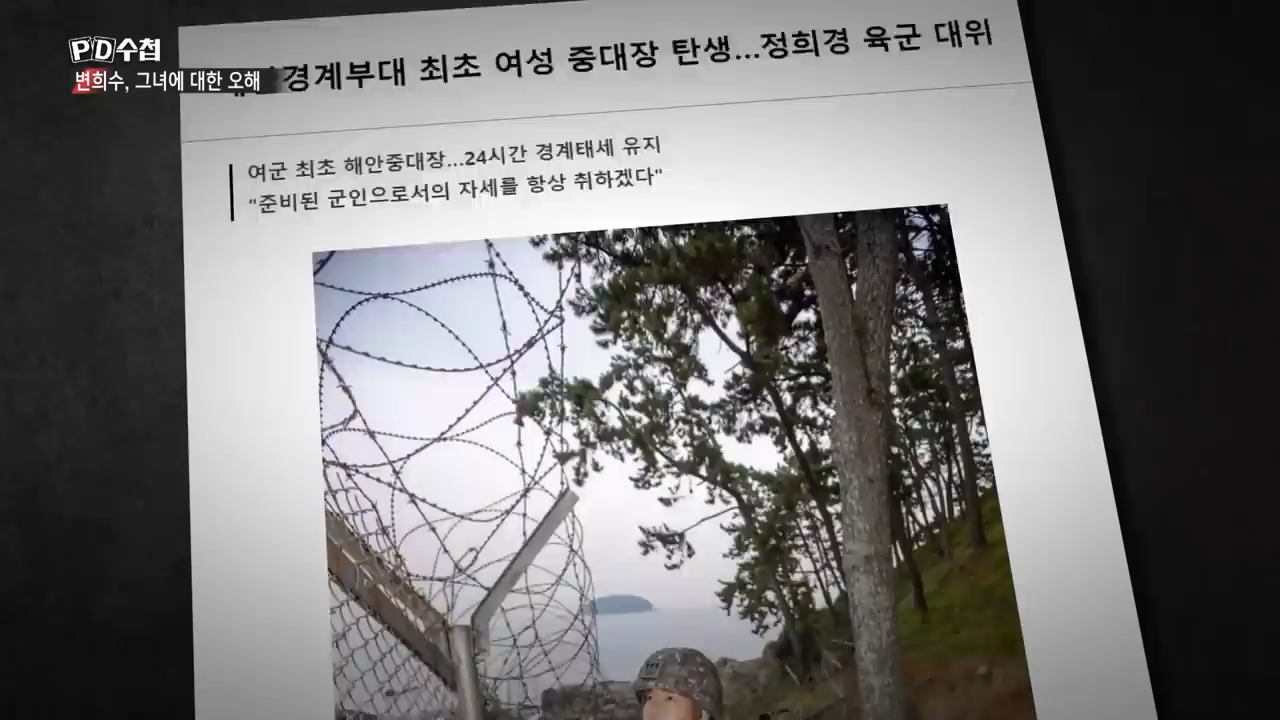 PD수첩
변희수, 그녀에 대한 오해
경계부대 최초 여성 중대장 탄생...정희경 육군 대위
여군 최초 해안중대장...24시간 경계태세 유지
"준비된 군인으로서의 자세를 항상 취하겠다"